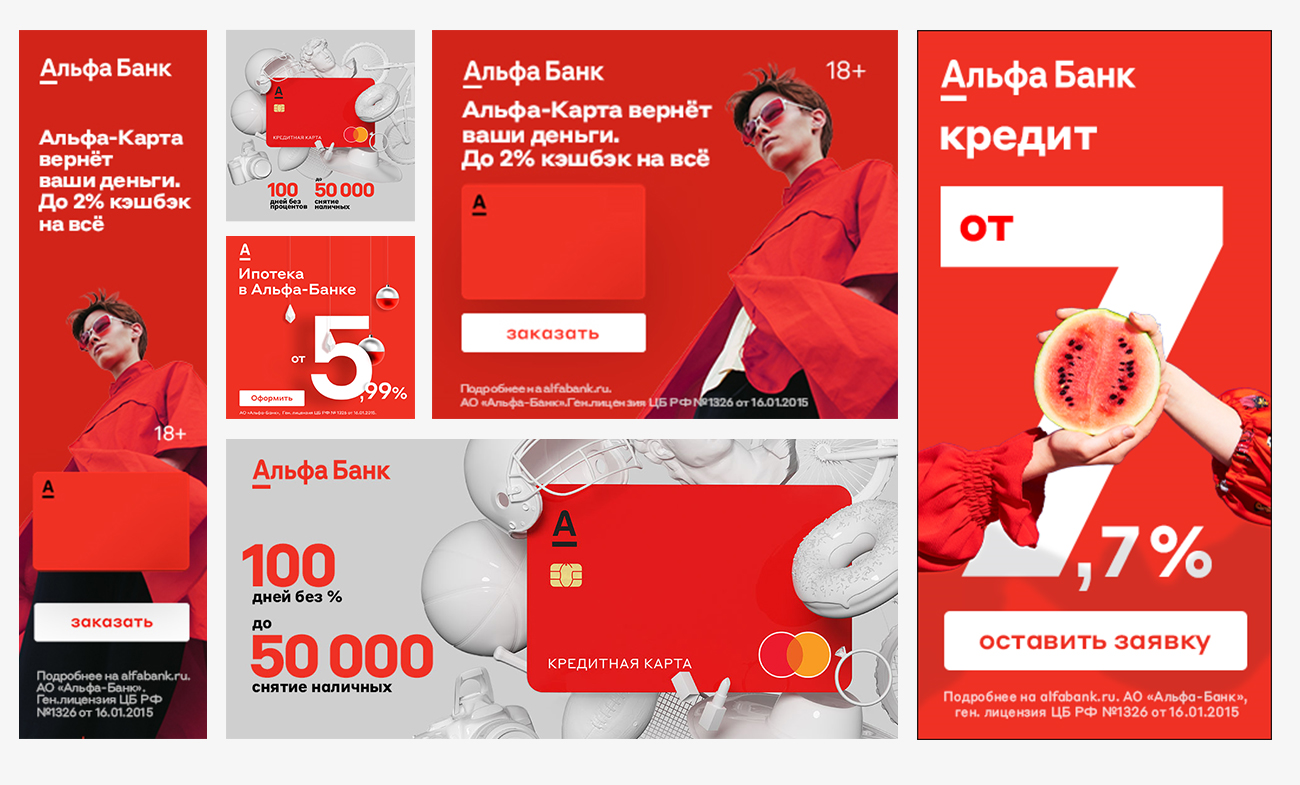 Альфа Банк
Альфа-Карта
вернёт
ваши деньги.
До 2% кэшбэк
на всё
18+
А
заказать
Подробнее на alfabank.ru.
АО «Альфа-Банк».
Ген.лицензия ЦБ РФ
№1326 от 16.01.2015
А
КРЕДИТНАЯ КАРТА
100
дней без
процентов
до
50 000
снятие
наличных
А
Ипотека
в Альфа-Банке
от
5,99%
Оформить
АО «Альфа-Банк», Ген. лицензия ЦБ РФ № 1326 от 16.01.2015.
Альфа Банк
18+
Альфа-Карта вернёт
ваши деньги.
До 2% кэшбэк на всё
А
заказать
Подробнее на alfabank.ru.
АО «Альфа-Банк».Ген.лицензия ЦБ РФ №1326 от 16.01.2015
Альфа Банк
100
дней без %
до
50 000
снятие наличных
А
КРЕДИТНАЯ КАРТА
Альфа Банк
кредит
от
7,7%
оставить заявку
Подробнее на alfabank.ru. АО «Альфа-Банк»,
ген. лицензия ЦБ РФ №1326 от 16.01.2015